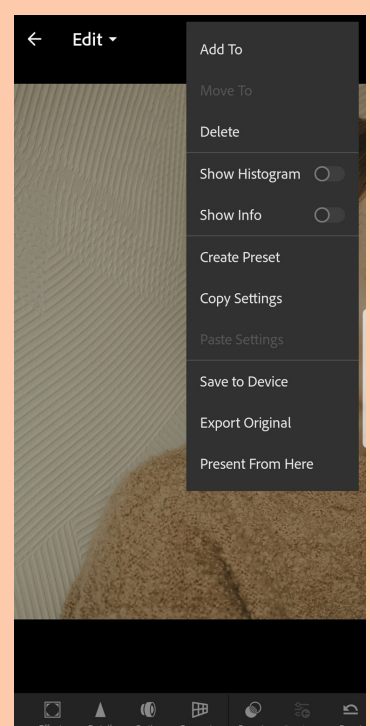 Edit
Add To
Move To
Delete
Show Histogram
Show Info
Create Preset
Copy Settings
Paste Settings
Save to Device
Export Original
Present From Here